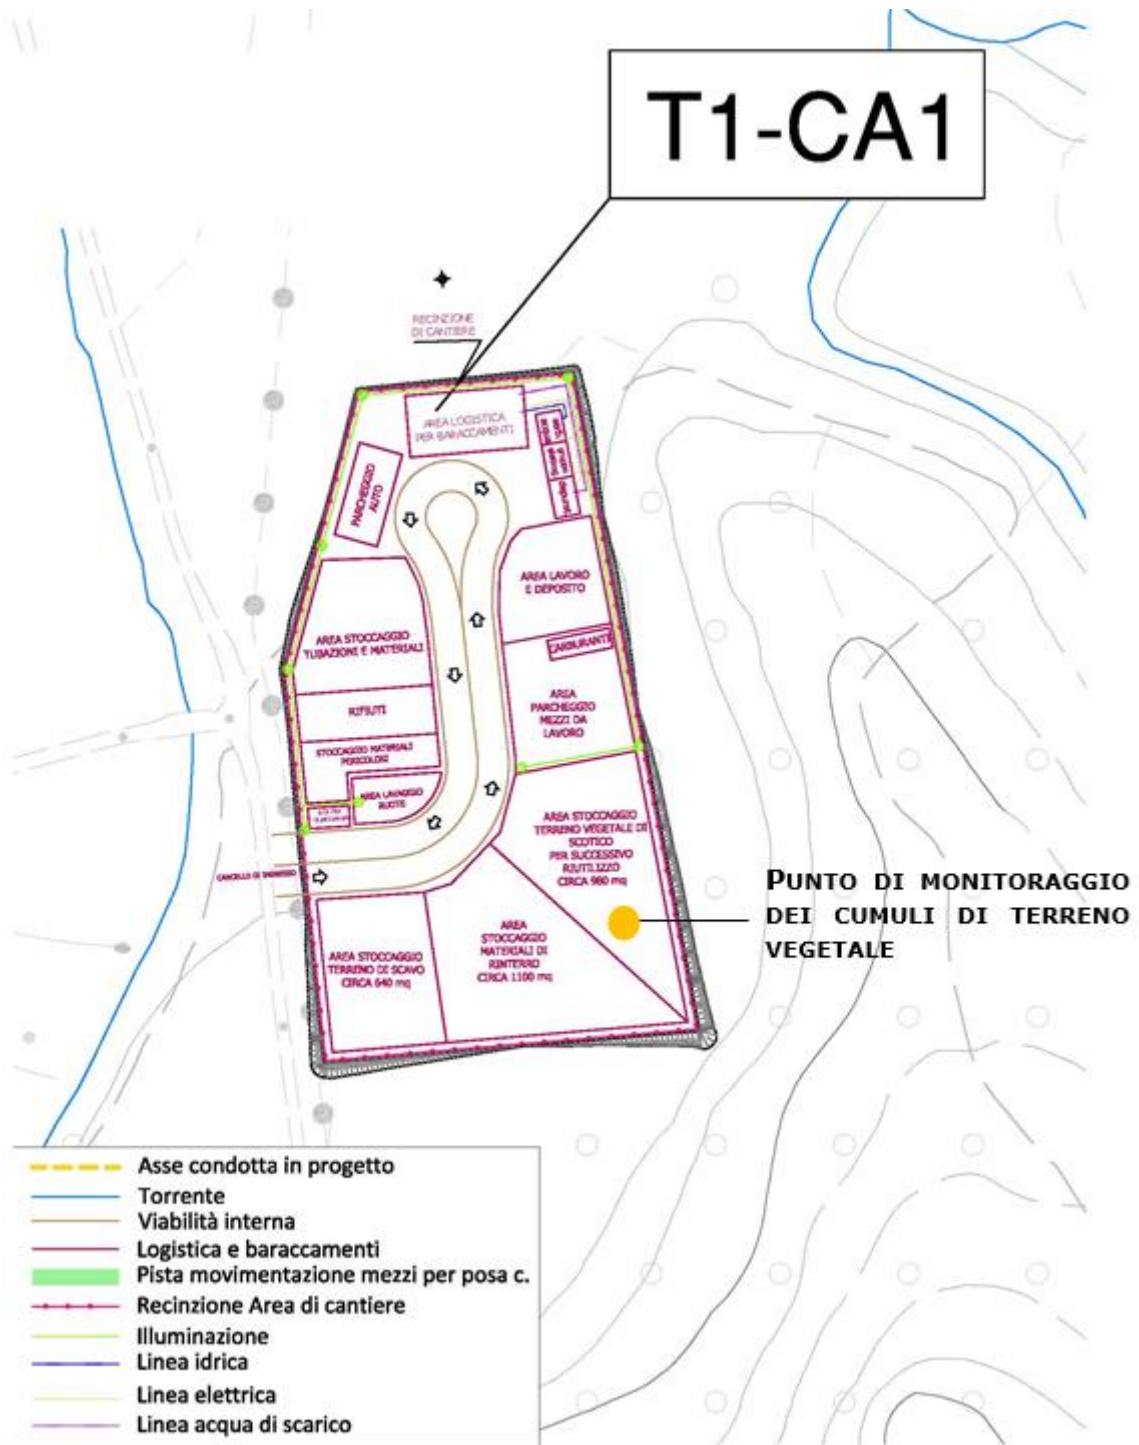 T1-CA1
RECINZIONE
DI CANTIERE
AREA LOGISTICA
PER BARACCAMENTI
PARCHEGGIO
AUTO
AREA LAVORO
E DEPOSITO
CARBURANTE
AREA STOCCAGGIO
TUBAZIONI E MATERIALI
AREA
PARCHEGGIO
MEZZI DA
LAVORO
RIFIUTI
STOCCAGGIO MATERIALI
PERICOLOSI
AREA LAVAGGIO
RUOTE
CANCELLO DI INGRESSO
AREA STOCCAGGIO
TERRENO VEGETALE DI
SCOTICO
PER SUCCESSIVO
RIUTILIZZO
CIRCA 980 mq
PUNTO DI MONITORAGGIO
DEI CUMULI DI TERRENO
VEGETALE
AREA
STOCCAGGIO
MATERIALI DI
RINTERRO
CIRCA 1100 mq
AREA STOCCAGGIO
TERRENO DI SCAVO
CIRCA 640 mq
Asse condotta in progetto
Torrente
Viabilità interna
Logistica e baraccamenti
Pista movimentazione mezzi per posa c.
Recinzione Area di cantiere
Illuminazione
Linea idrica
Linea elettrica
Linea acqua di scarico